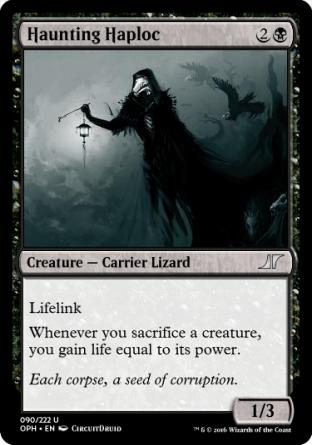 Haunting Haploc 2
Creature — Carrier Lizard
Lifelink
Whenever you sacrifice a creature,
you gain life equal to its power.
Each corpse, a seed of corruption.
1/3
090/222 U
OPH • EN CircuitDruid
™ & © 2016 Wizards of the Coast